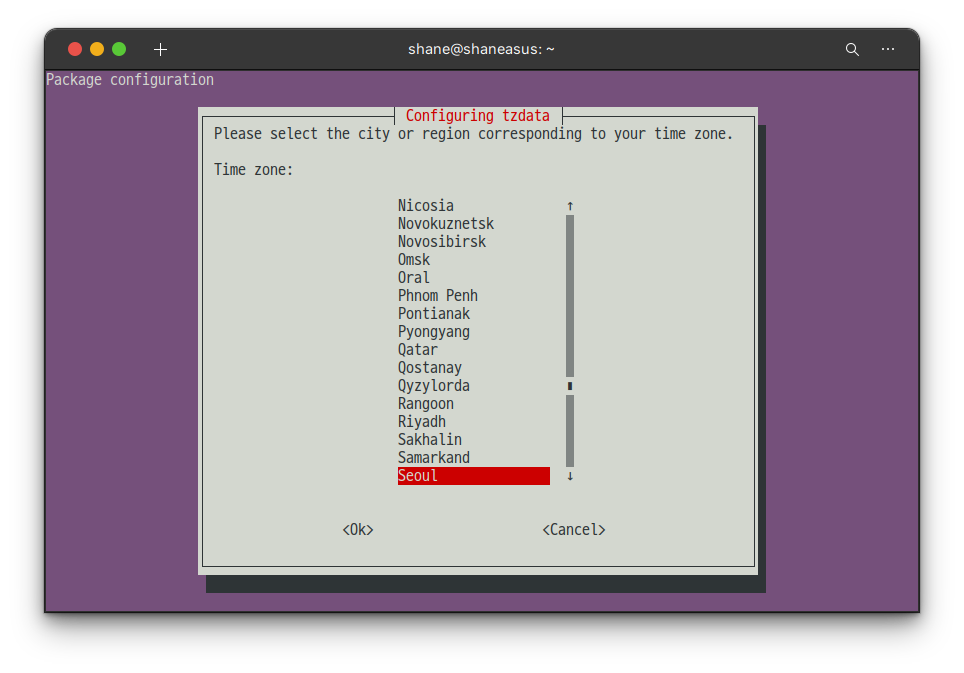 shane@shaneasus: ~
Package configuration
Configuring tzdata
Please select the city or region corresponding to your time zone.
Time zone:
Nicosia
Novokuznetsk
Novosibirsk
Omsk
Oral
Phnom Penh
Pontianak
Pyongyang
Qatar
Qostanay
Qyzylorda
Rangoon
Riyadh
Sakhalin
Samarkand
Seoul
<Ok> <Cancel>